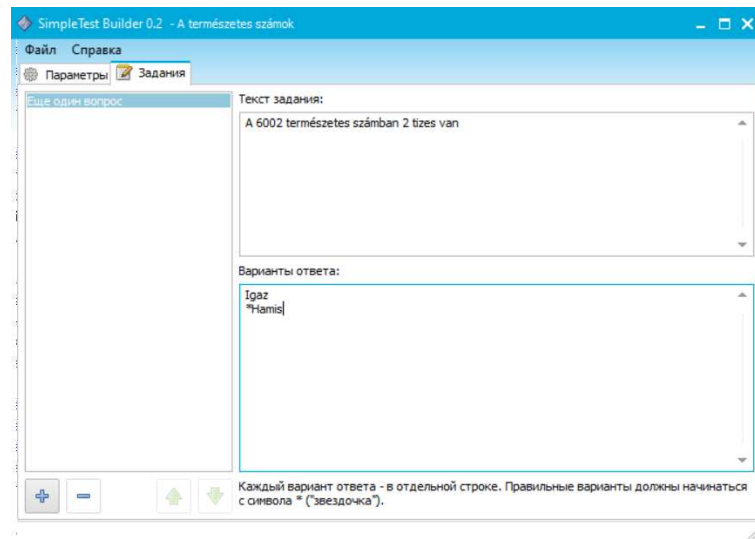 SimpleTest Builder 0.2 - A természetes számok
Файл Справка
Параметры Задания
Еще один вопрос
Текст задания:
A 6002 természetes számban 2 tizes van
Варианты ответа:
Igaz
*Hamis
Каждый вариант ответа - в отдельной строке. Правильные варианты должны начинаться
с символа * ("звездочка").